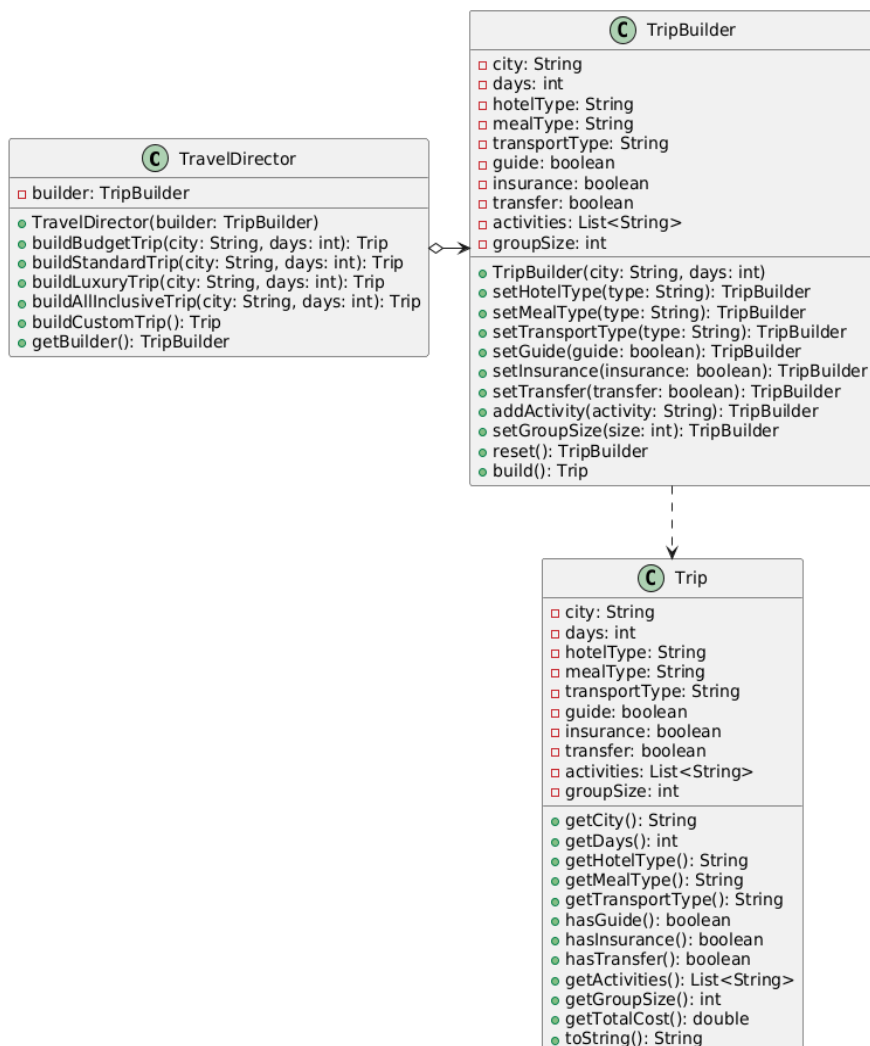 C TravelDirector
builder: TripBuilder
TravelDirector(builder: TripBuilder)
buildBudgetTrip(city: String, days: int): Trip
buildStandardTrip(city: String, days: int): Trip
buildLuxuryTrip(city: String, days: int): Trip
buildAllInclusiveTrip(city: String, days: int): Trip
buildCustomTrip(): Trip
getBuilder(): TripBuilder
C TripBuilder
city: String
days: int
hotelType: String
mealType: String
transportType: String
guide: boolean
insurance: boolean
transfer: boolean
activities: List<String>
groupSize: int
TripBuilder(city: String, days: int)
setHotelType(type: String): TripBuilder
setMealType(type: String): TripBuilder
setTransportType(type: String): TripBuilder
setGuide(guide: boolean): TripBuilder
setInsurance(insurance: boolean): TripBuilder
setTransfer(transfer: boolean): TripBuilder
addActivity(activity: String): TripBuilder
setGroupSize(size: int): TripBuilder
reset(): TripBuilder
build(): Trip
C Trip
city: String
days: int
hotelType: String
mealType: String
transportType: String
guide: boolean
insurance: boolean
transfer: boolean
activities: List<String>
groupSize: int
getCity(): String
getDays(): int
getHotelType(): String
getMealType(): String
getTransportType(): String
hasGuide(): boolean
hasInsurance(): boolean
hasTransfer(): boolean
getActivities(): List<String>
getGroupSize(): int
getTotalCost(): double
toString(): String